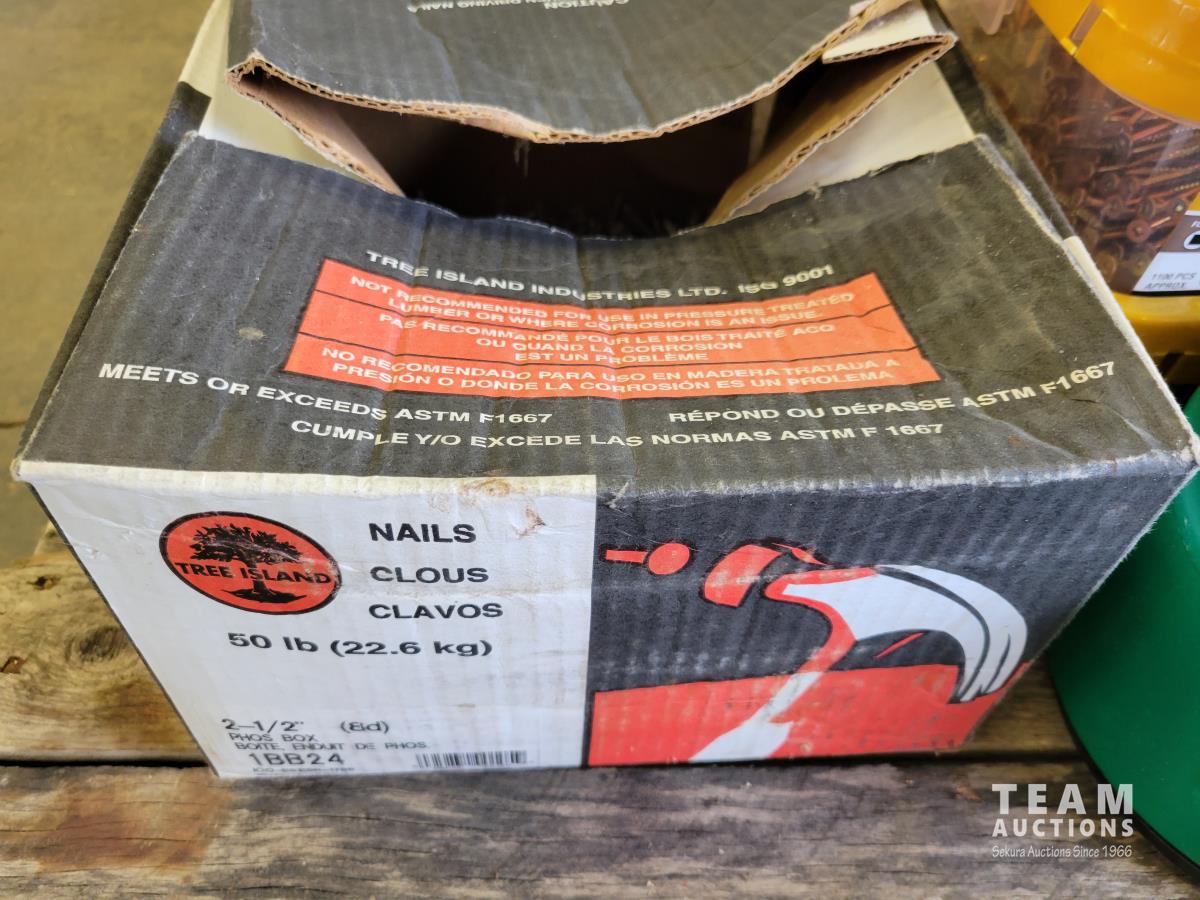 CAUTION
TREE ISLAND INDUSTRIES LTD. ISO 9001
NOT RECOMMENDED FOR USE IN PRESSURE TREATED
LUMBER OR WHERE CORROSION IS AN ISSUE.
PAS RECOMMANDÉ POUR LE BOIS TRAITÉ ACQ
OU QUAND LA CORROSION
EST UN PROBLÈME
NO RECOMENDADO PARA USO EN MADERA TRATADA A
PRESIÓN O DONDE LA CORROSIÓN ES UN PROLEMA
MEETS OR EXCEEDS ASTM F1667
RÉPOND OU DÉPASSE ASTM F1667
CUMPLE Y/O EXCEDE LAS NORMAS ASTM F 1667
TREE ISLAND
NAILS
CLOUS
CLAVOS
50 lb (22.6 kg)
2-1/2" (8d)
PHOS BOX
BOITE, ENDUIT DE PHOS.
1BB24
1100 PCS
APPROX
TEAM
AUCTIONS
Sekura Auctions Since 1966